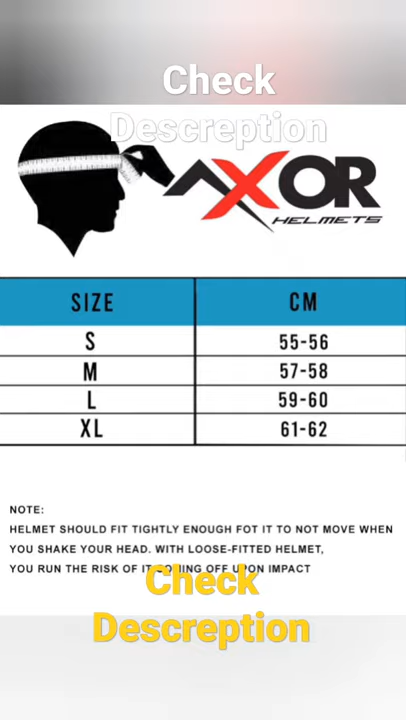 Check
Descreption
AXOR
HELMETS
SIZE CM
S 55-56
M 57-58
L 59-60
XL 61-62
NOTE:
HELMET SHOULD FIT TIGHTLY ENOUGH FOT IT TO NOT MOVE WHEN
YOU SHAKE YOUR HEAD. WITH LOOSE-FITTED HELMET,
YOU RUN THE RISK OF IT COMING OFF UPON IMPACT
Check
Descreption